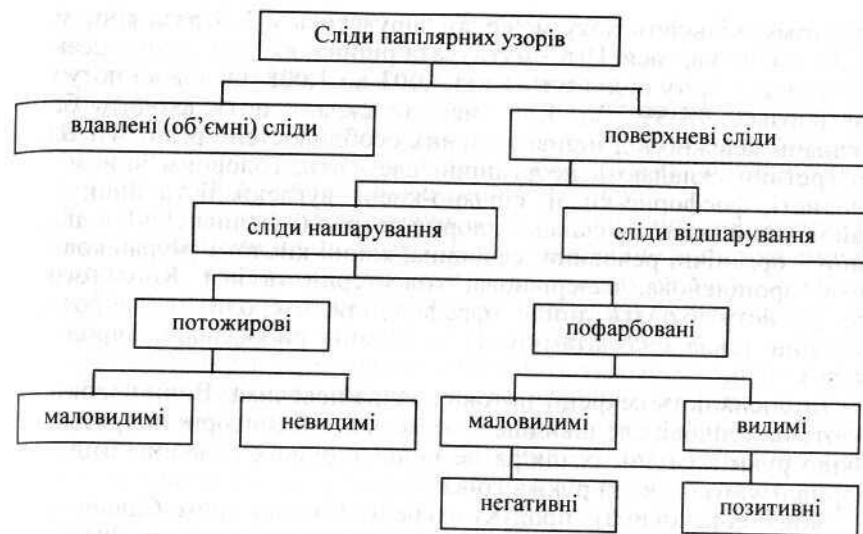 Сліди папілярних узорів
вдавлені (об’ємні) сліди
поверхневі сліди
сліди нашарування
сліди відшарування
потожирові
пофарбовані
маловидимі
невидимі
маловидимі
видимі
негативні
позитивні